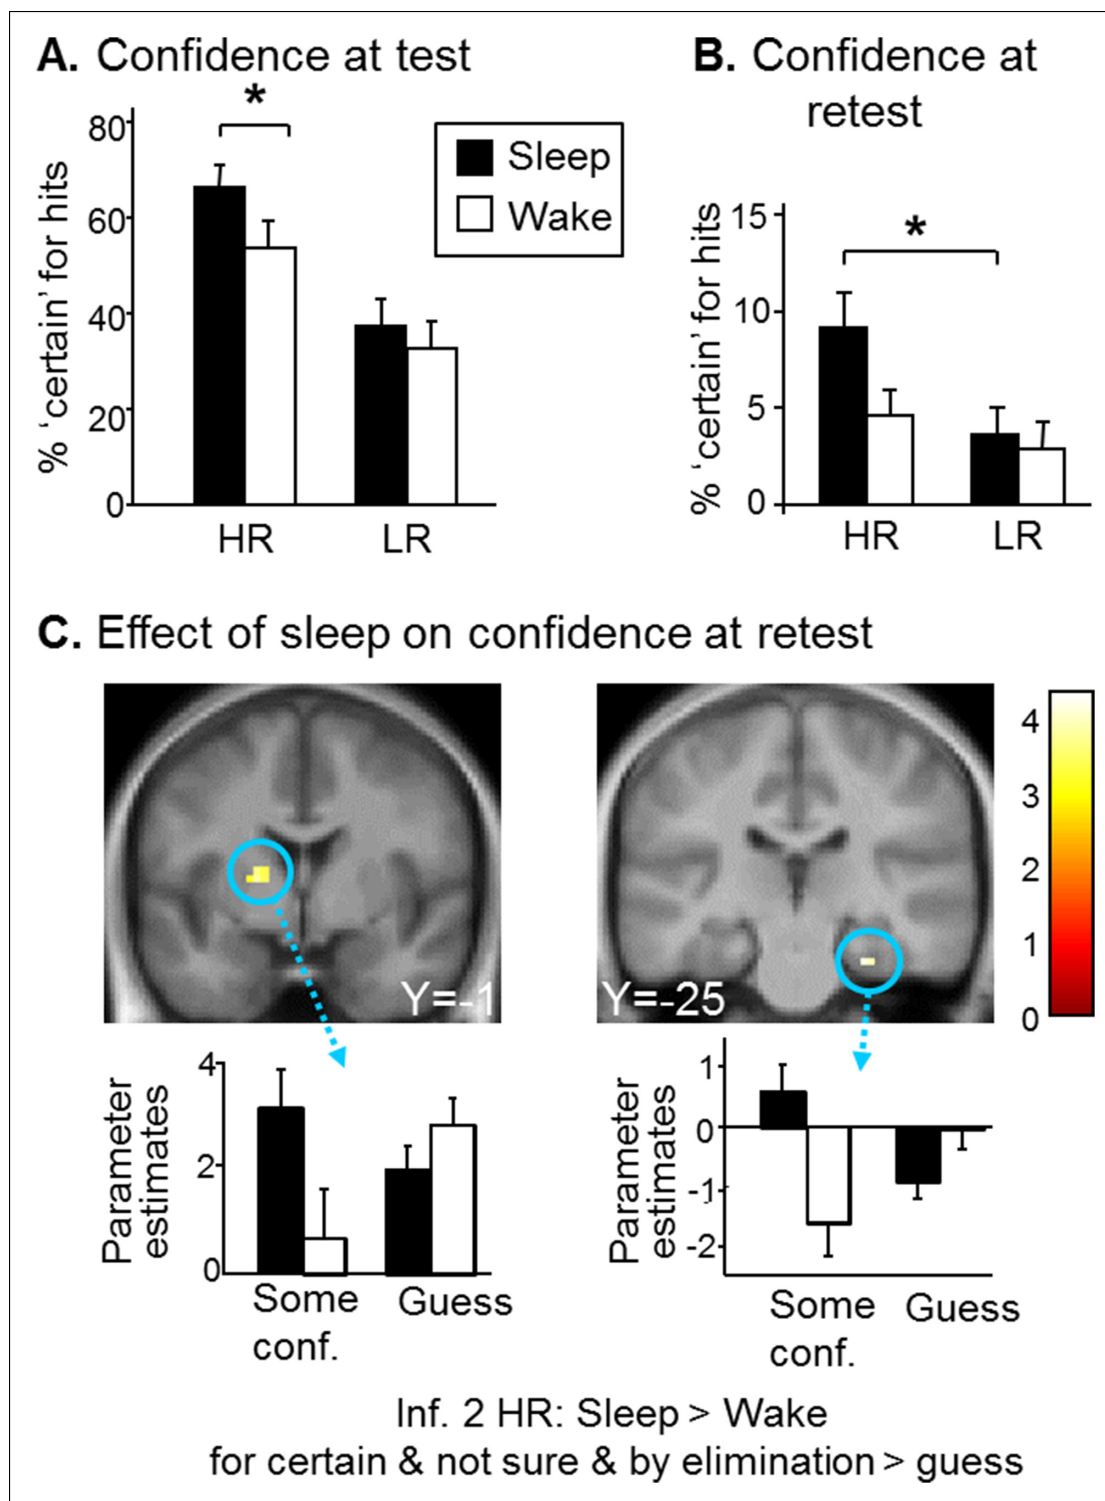 A. Confidence at test
*
80
60
40
20
0
% 'certain' for hits
HR
LR
Sleep
Wake
B. Confidence at
retest
*
15
10
5
0
% 'certain' for hits
HR
LR
C. Effect of sleep on confidence at retest
Y=-1
Y=-25
4
3
2
1
0
Parameter
estimates
4
2
0
Some
conf.
Guess
Parameter
estimates
1
0
-1
-2
Some
conf.
Guess
Inf. 2 HR: Sleep > Wake
for certain & not sure & by elimination > guess